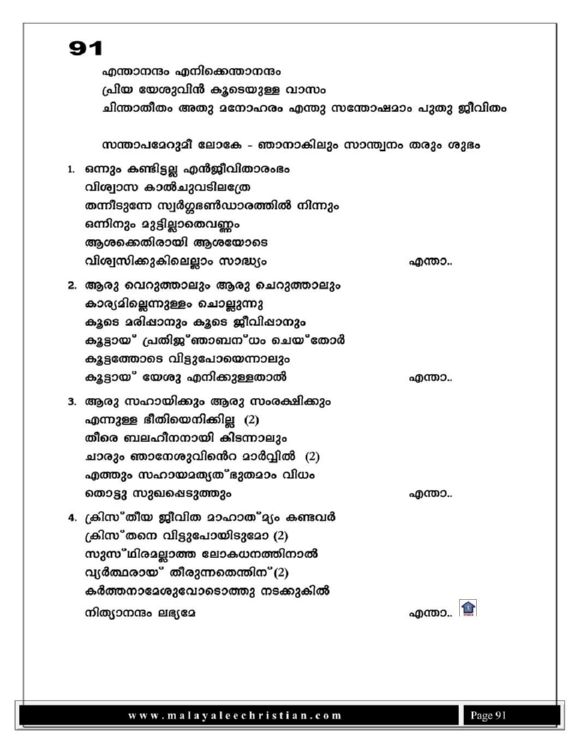 91
എന്താനന്ദം എനിക്കെന്താനന്ദം
പ്രിയ യേശുവിൻ കൂടെയുള്ള വാസം
ചിന്താതീതം അതു മനോഹരം എന്തു സന്തോഷമാം പുതു ജീവിതം
സന്താപമേറുമീ ലോകേ - ഞാനാകിലും സാന്ത്വനം തരും ശുഭം
1. ഒന്നും കണ്ടിട്ടല്ല എൻജീവിതാരംഭം
വിശ്വാസ കാൽചുവടിലത്രേ
തന്നീടുന്നേ സ്വർഗ്ഗഭൺഡാരത്തിൽ നിന്നും
ഒന്നിനും മുട്ടില്ലാതെവണ്ണം
ആശക്കെതിരായി ആശയോടെ
വിശ്വസിക്കുകിലെല്ലാം സാദ്ധ്യം എന്താ..
2. ആരു വെറുത്താലും ആരു ചെറുത്താലും
കാര്യമില്ലെന്നുള്ളം ചൊല്ലുന്നു
കൂടെ മരിപ്പാനും കൂടെ ജീവിപ്പാനും
കൂട്ടായ് പ്രതിജ്ഞാബന്ധം ചെയ്തോർ
കൂട്ടത്തോടെ വിട്ടുപോയെന്നാലും
കൂട്ടായ് യേശു എനിക്കുള്ളതാൽ എന്താ..
3. ആരു സഹായിക്കും ആരു സംരക്ഷിക്കും
എന്നുള്ള ഭീതിയെനിക്കില്ല (2)
തീരെ ബലഹീനനായി കിടന്നാലും
ചാരും ഞാനേശുവിൻെറ മാർവ്വിൽ (2)
എത്തും സഹായമത്യത്ഭുതമാം വിധം
തൊട്ടു സുഖപ്പെടുത്തും എന്താ..
4. ക്രിസ്തീയ ജീവിത മാഹാത്മ്യം കണ്ടവർ
ക്രിസ്തനെ വിട്ടുപോയിടുമോ (2)
സുസ്ഥിരമല്ലാത്ത ലോകധനത്തിനാൽ
വ്യർത്ഥരായ് തീരുന്നതെന്തിന് (2)
കർത്തനാമേശുവോടൊത്തു നടക്കുകിൽ
നിത്യാനന്ദം ലഭ്യമേ എന്താ..
www.malayaleechristian.com Page 91